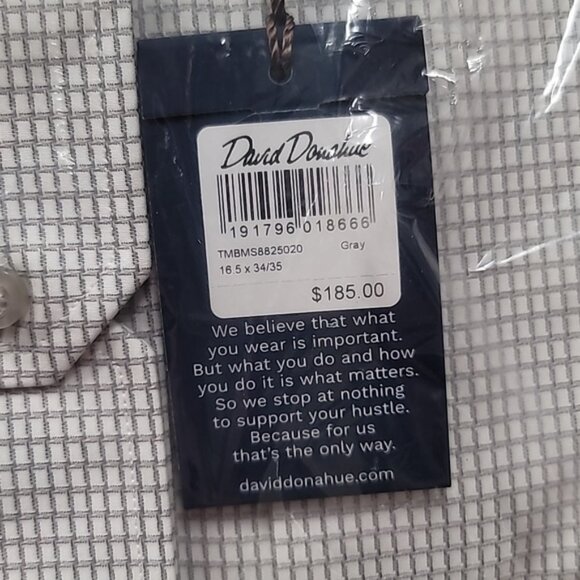 David Donahue
191796 018666
TMBMS8825020 Gray
16.5 x 34/35
$185.00
We believe that what
you wear is important.
But what you do and how
you do it is what matters.
So we stop at nothing
to support your hustle.
Because for us
that's the only way.
daviddonahue.com